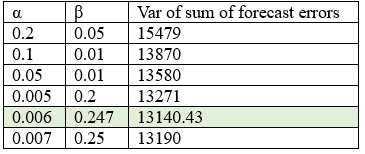 α β Var of sum of forecast errors
0.2 0.05 15479
0.1 0.01 13870
0.05 0.01 13580
0.005 0.2 13271
0.006 0.247 13140.43
0.007 0.25 13190